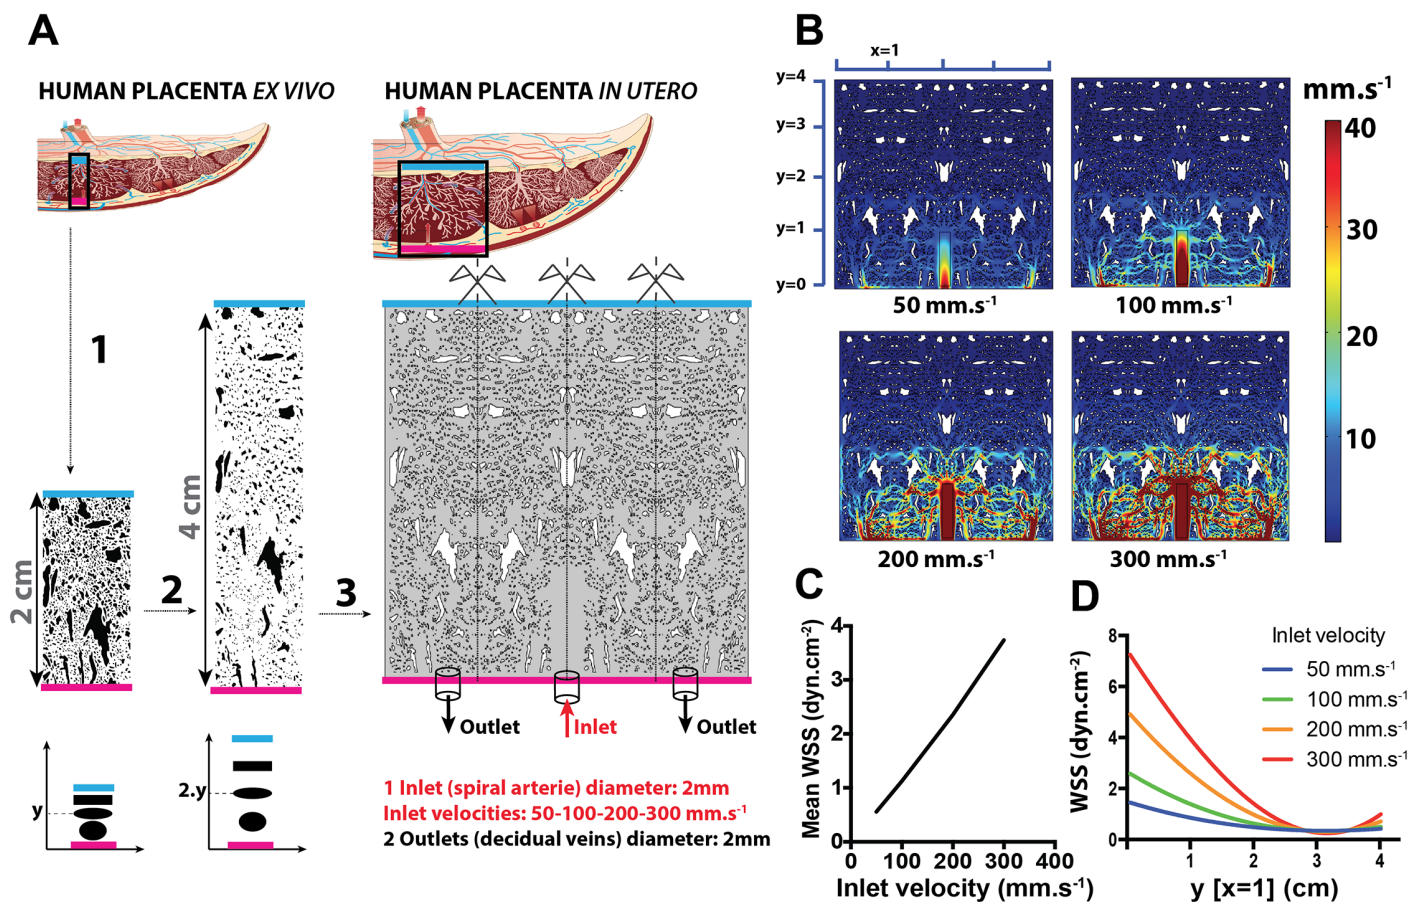 A
HUMAN PLACENTA EX VIVO
HUMAN PLACENTA IN UTERO
1
2 cm
2
4 cm
3
Outlet
Inlet
Outlet
y
2.y
1 Inlet (spiral arterie) diameter: 2mm
Inlet velocities: 50-100-200-300 mm.s⁻¹
2 Outlets (decidual veins) diameter: 2mm
B
x=1
y=4
y=3
y=2
y=1
y=0
50 mm.s⁻¹
100 mm.s⁻¹
200 mm.s⁻¹
300 mm.s⁻¹
mm.s⁻¹
40
30
20
10
C
Mean WSS (dyn.cm⁻²)
4
3
2
1
0
0 100 200 300 400
Inlet velocity (mm.s⁻¹)
D
WSS (dyn.cm⁻²)
8
6
4
2
0
1 2 3 4
y [x=1] (cm)
Inlet velocity
50 mm.s⁻¹
100 mm.s⁻¹
200 mm.s⁻¹
300 mm.s⁻¹